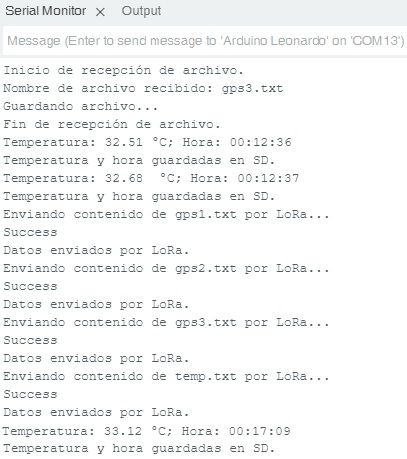 Serial Monitor × Output
Message (Enter to send message to 'Arduino Leonardo' on 'COM13')
Inicio de recepción de archivo.
Nombre de archivo recibido: gps3.txt
Guardando archivo...
Fin de recepción de archivo.
Temperatura: 32.51 °C; Hora: 00:12:36
Temperatura y hora guardadas en SD.
Temperatura: 32.68  °C; Hora: 00:12:37
Temperatura y hora guardadas en SD.
Enviando contenido de gps1.txt por LoRa...
Success
Datos enviados por LoRa.
Enviando contenido de gps2.txt por LoRa...
Success
Datos enviados por LoRa.
Enviando contenido de gps3.txt por LoRa...
Success
Datos enviados por LoRa.
Enviando contenido de temp.txt por LoRa...
Success
Datos enviados por LoRa.
Temperatura: 33.12 °C; Hora: 00:17:09
Temperatura y hora guardadas en SD.